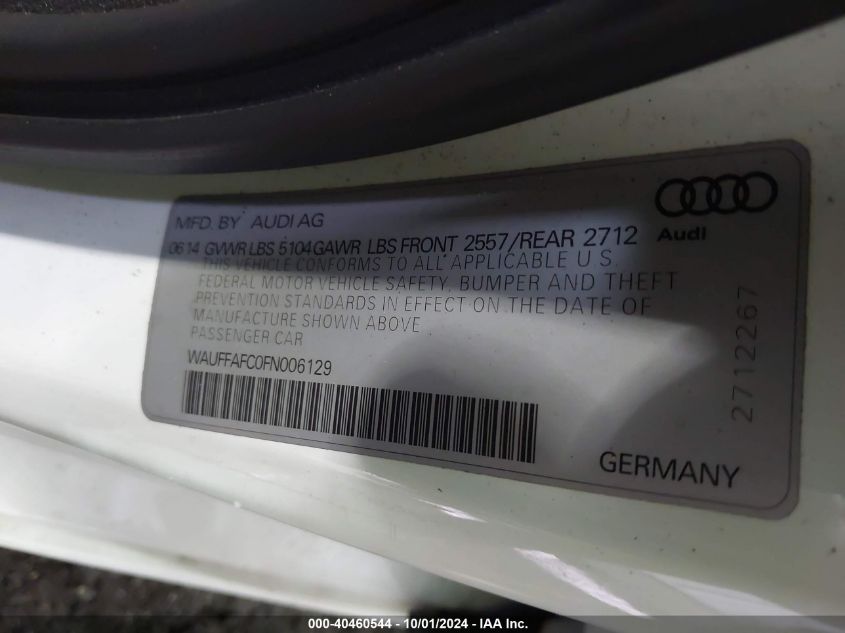 MFD. BY AUDI AG
06 14 GVWR LBS 5104 GAWR LBS FRONT 2557/REAR 2712
THIS VEHICLE CONFORMS TO ALL APPLICABLE U S.
FEDERAL MOTOR VEHICLE SAFETY, BUMPER AND THEFT
PREVENTION STANDARDS IN EFFECT ON THE DATE OF
MANUFACTURE SHOWN ABOVE
PASSENGER CAR
WAUFFAFC0FN006129
Audi
2712267
GERMANY
000-40460544 - 10/01/2024 - IAA Inc.